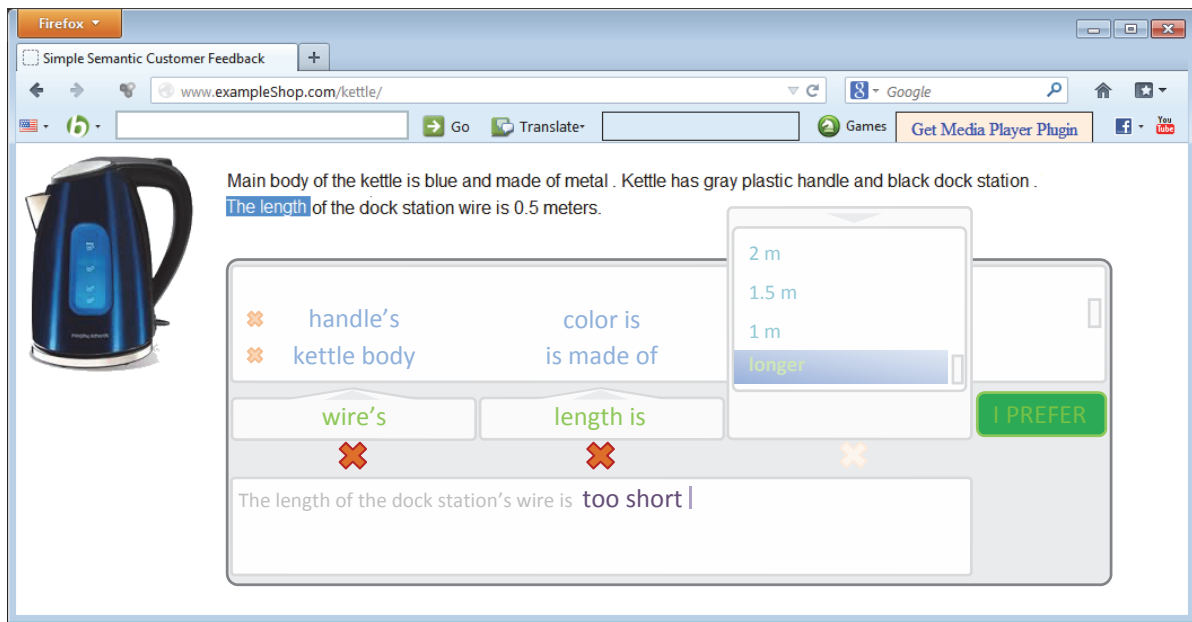 Firefox
Simple Semantic Customer Feedback +
www.exampleShop.com/kettle/ 8 Google
b Go Translate Games Get Media Player Plugin f You Tube
Main body of the kettle is blue and made of metal . Kettle has gray plastic handle and black dock station .
The length of the dock station wire is 0.5 meters.
2 m
1.5 m
handle's color is
1 m
kettle body is made of
longer
wire's length is I PREFER
The length of the dock station's wire is too short